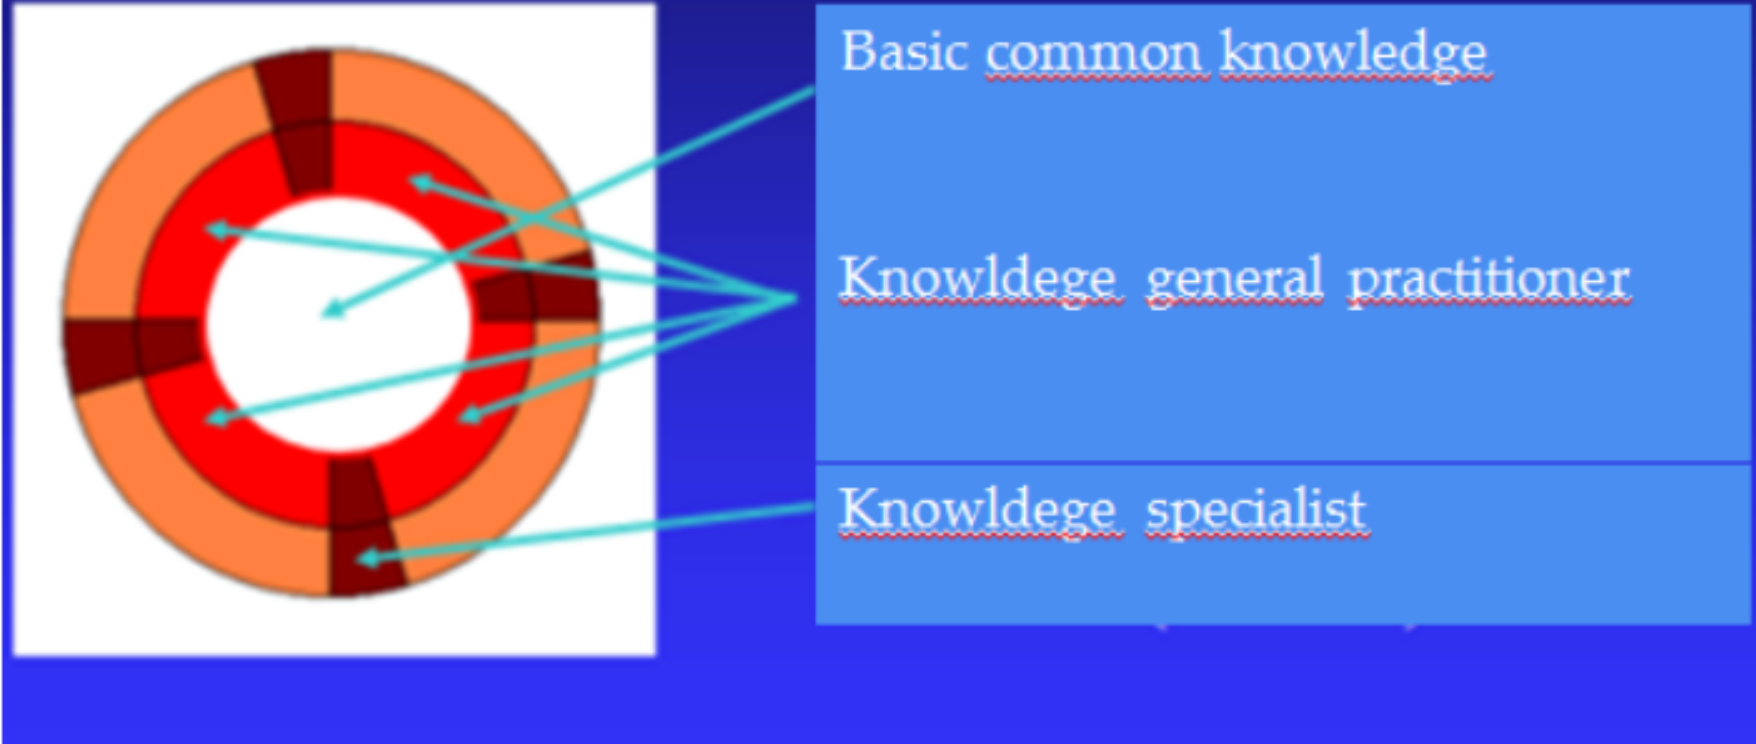 Basic common knowledge
Knowldege general practitioner
Knowldege specialist